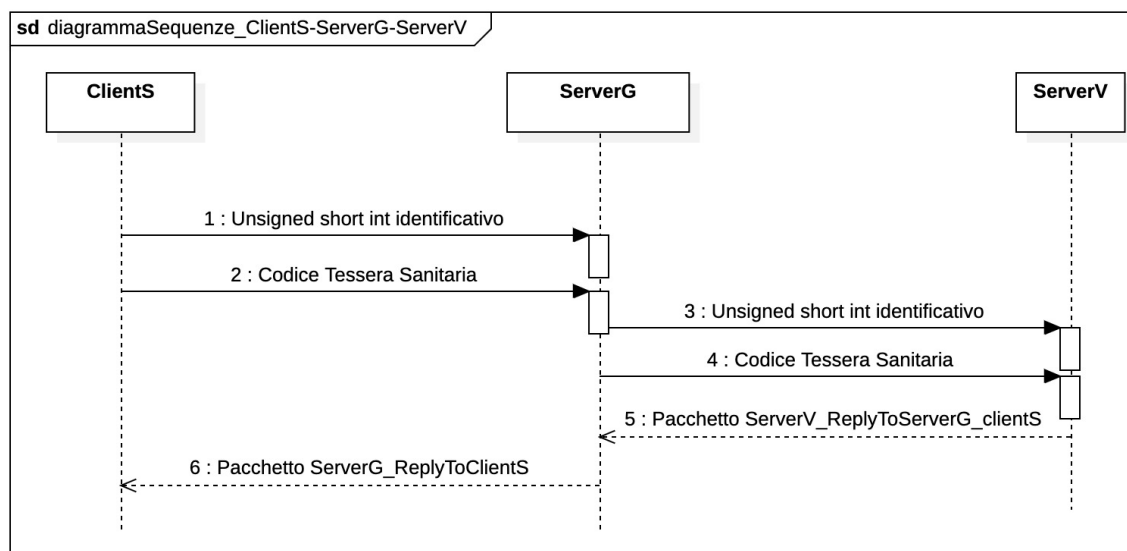 sd diagrammaSequenze_ClientS-ServerG-ServerV
ClientS
ServerG
ServerV
1 : Unsigned short int identificativo
2 : Codice Tessera Sanitaria
3 : Unsigned short int identificativo
4 : Codice Tessera Sanitaria
5 : Pacchetto ServerV_ReplyToServerG_clientS
6 : Pacchetto ServerG_ReplyToClientS